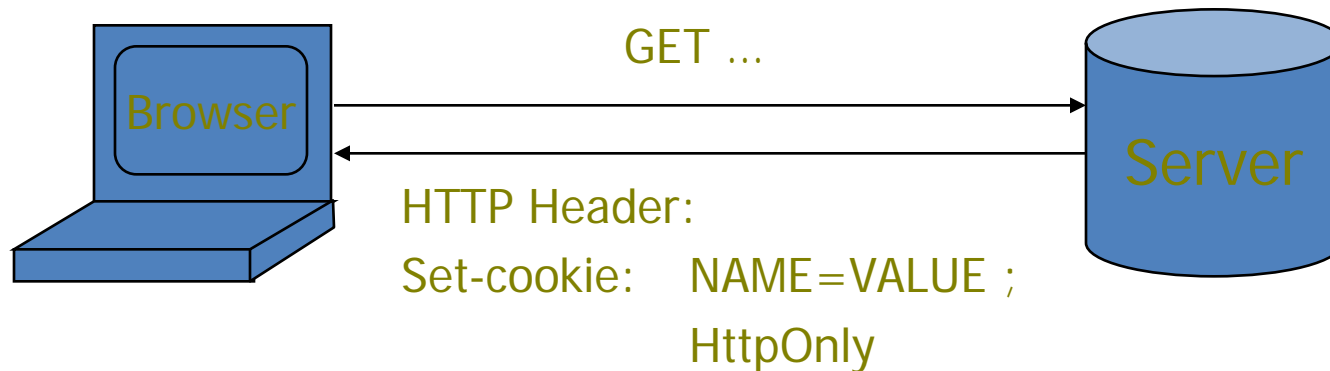 GET ...
Browser
Server
HTTP Header:
Set-cookie: NAME=VALUE ;
HttpOnly